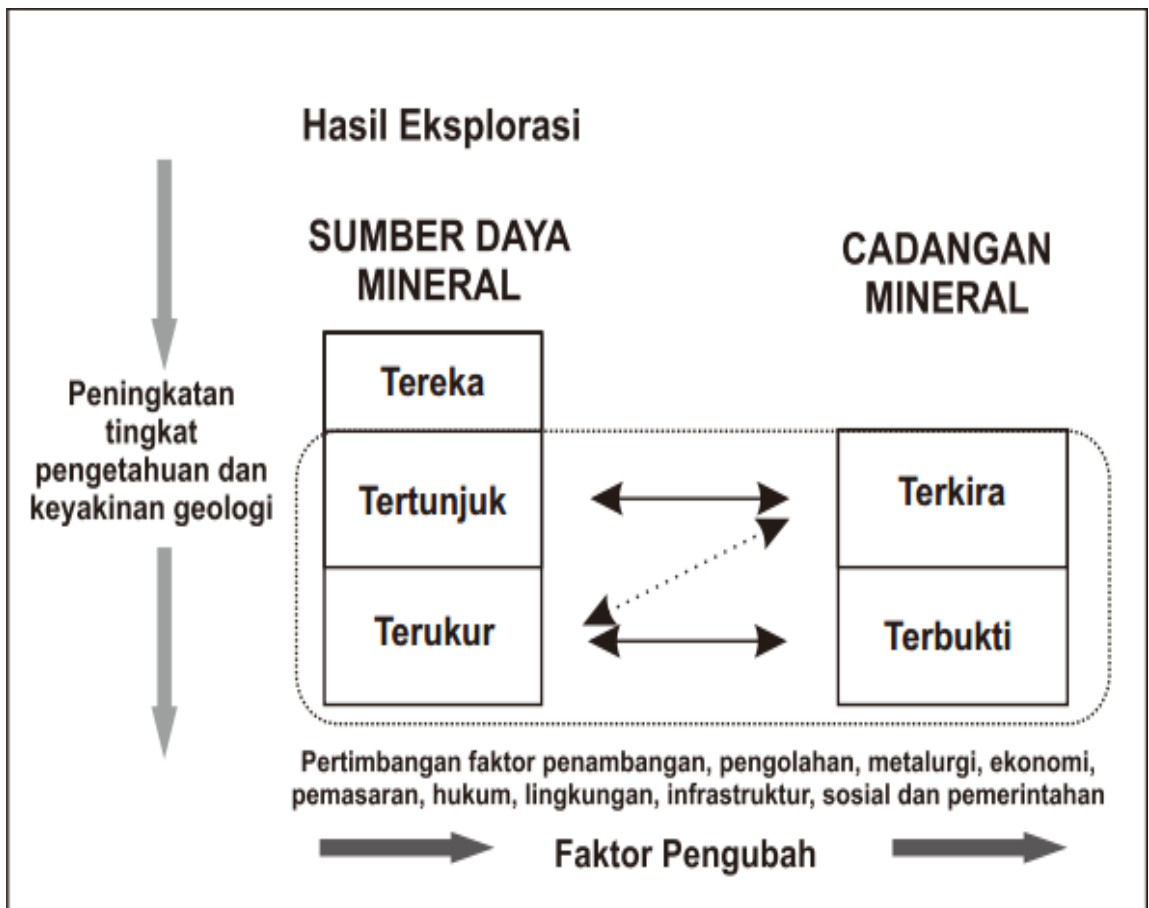 Hasil Eksplorasi
SUMBER DAYA
MINERAL
CADANGAN
MINERAL
Peningkatan
tingkat
pengetahuan dan
keyakinan geologi
Tereka
Tertunjuk
Terkira
Terukur
Terbukti
Pertimbangan faktor penambangan, pengolahan, metalurgi, ekonomi,
pemasaran, hukum, lingkungan, infrastruktur, sosial dan pemerintahan
Faktor Pengubah